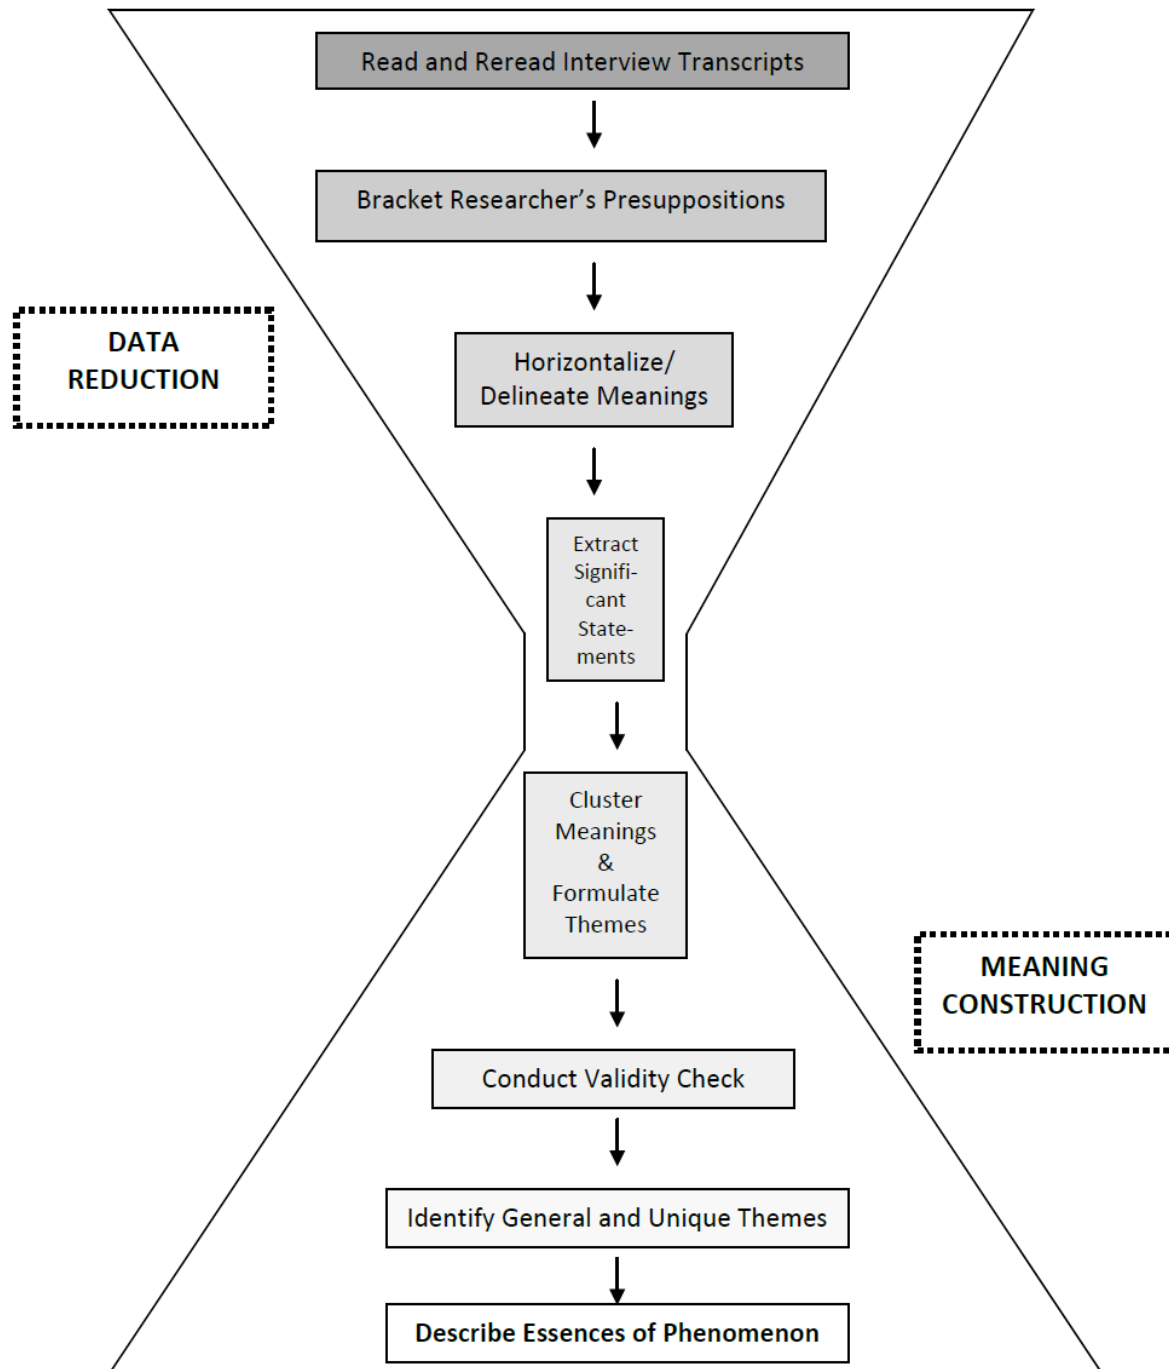 Read and Reread Interview Transcripts
Bracket Researcher’s Presuppositions
DATA
REDUCTION
Horizontalize/
Delineate Meanings
Extract
Signifi-
cant
State-
ments
Cluster
Meanings
&
Formulate
Themes
MEANING
CONSTRUCTION
Conduct Validity Check
Identify General and Unique Themes
Describe Essences of Phenomenon